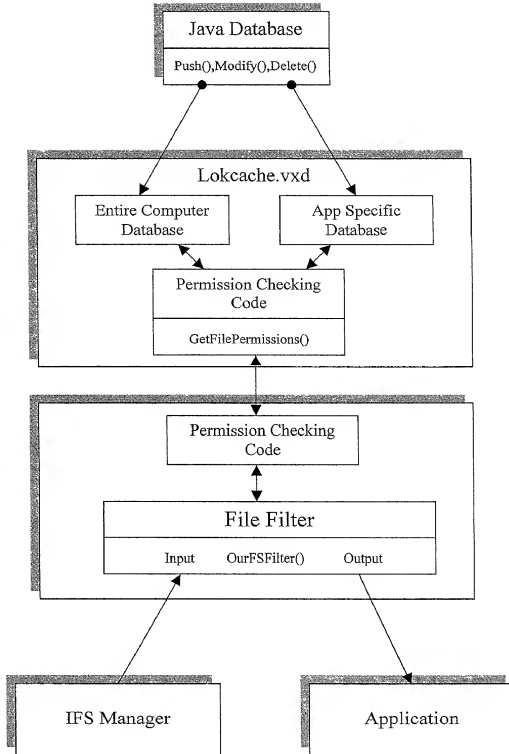 Java Database
Push(),Modify(),Delete()
Lokcache.vxd
Entire Computer
Database
App Specific
Database
Permission Checking
Code
GetFilePermissions()
Permission Checking
Code
File Filter
Input OurFSFilter() Output
IFS Manager
Application